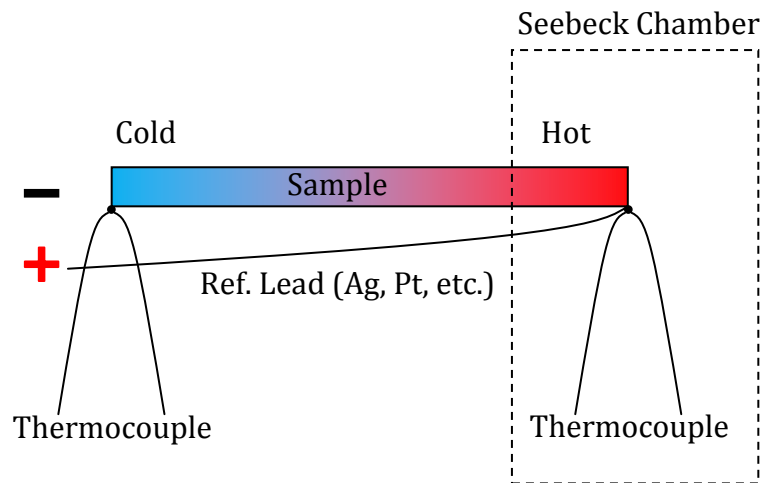 Seebeck Chamber
Cold
Hot
−
Sample
+
Ref. Lead (Ag, Pt, etc.)
Thermocouple
Thermocouple